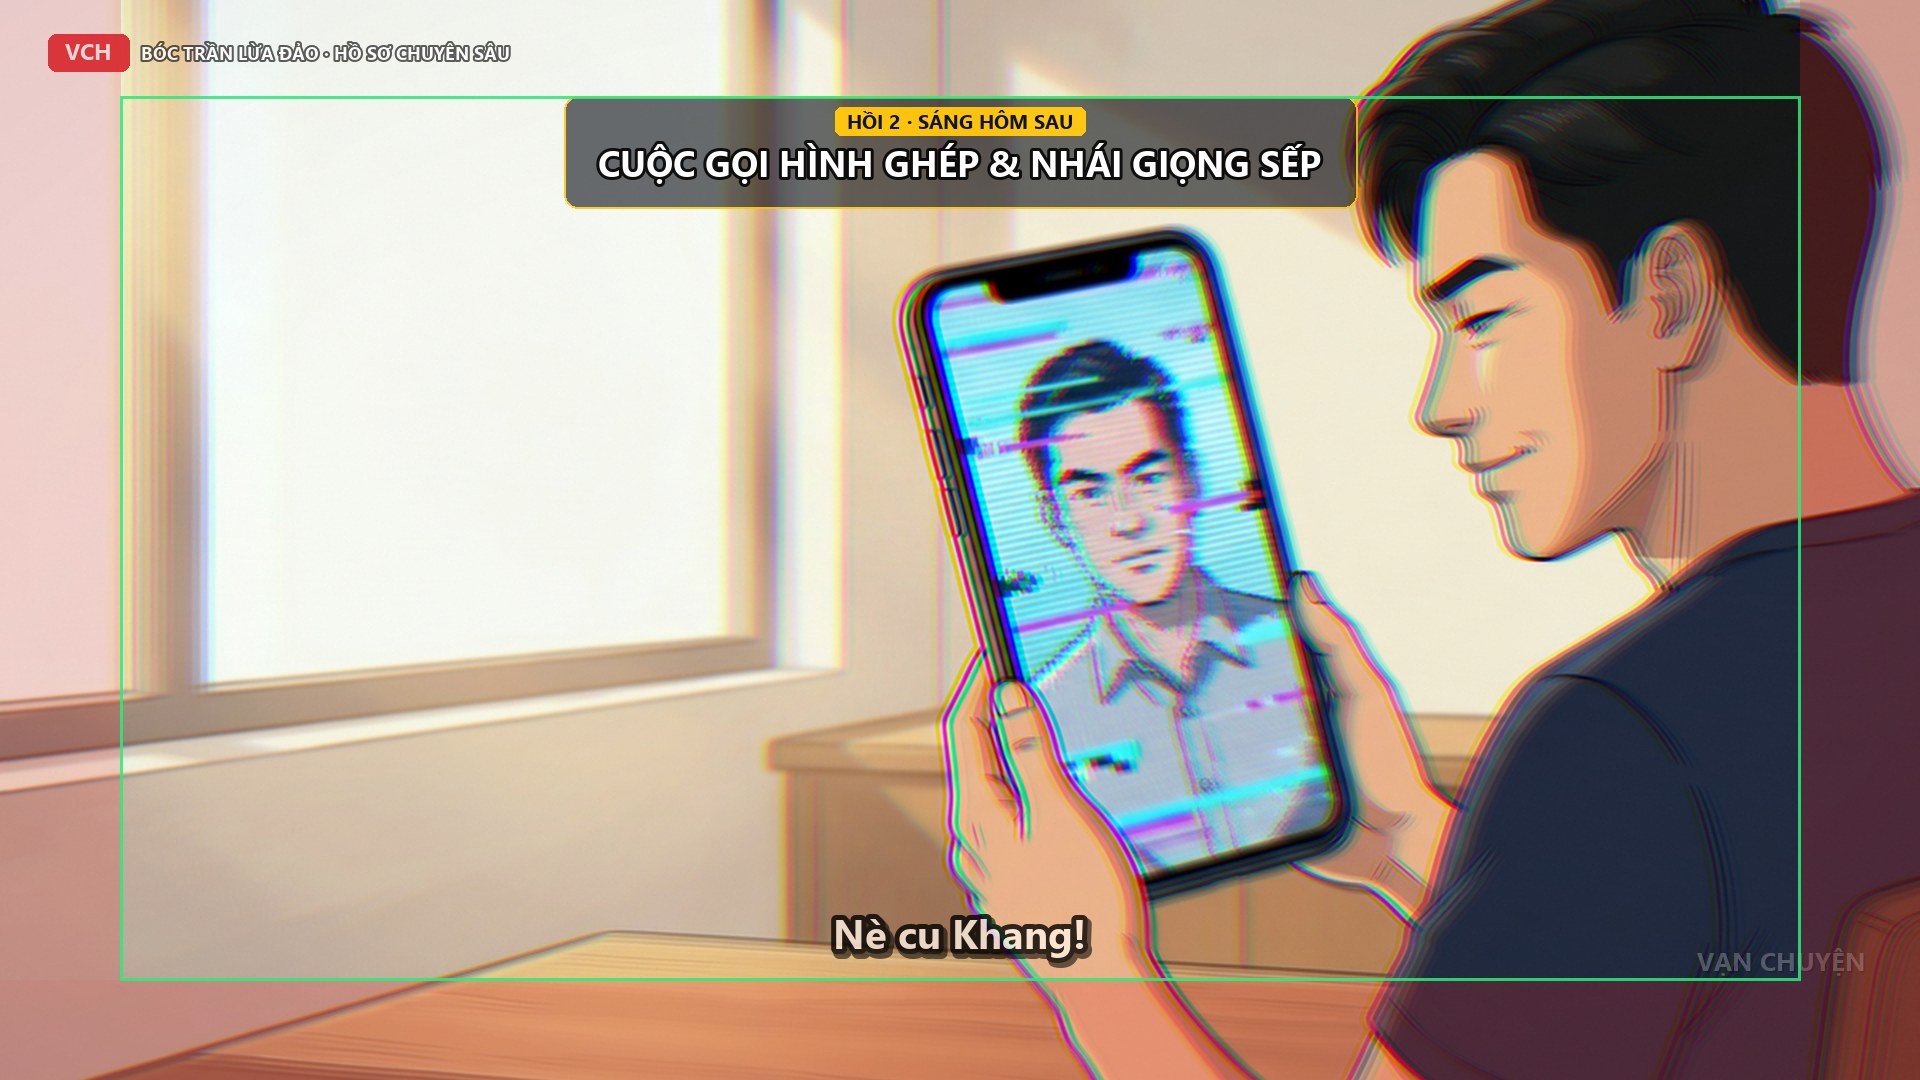 VCH
BÓC TRẦN LỪA ĐẢO • HỒ SƠ CHUYÊN SÂU
HỒI 2 · SÁNG HÔM SAU
CUỘC GỌI HÌNH GHÉP & NHÁI GIỌNG SẾP
Nè cu Khang!
VẠN CHUYỆN